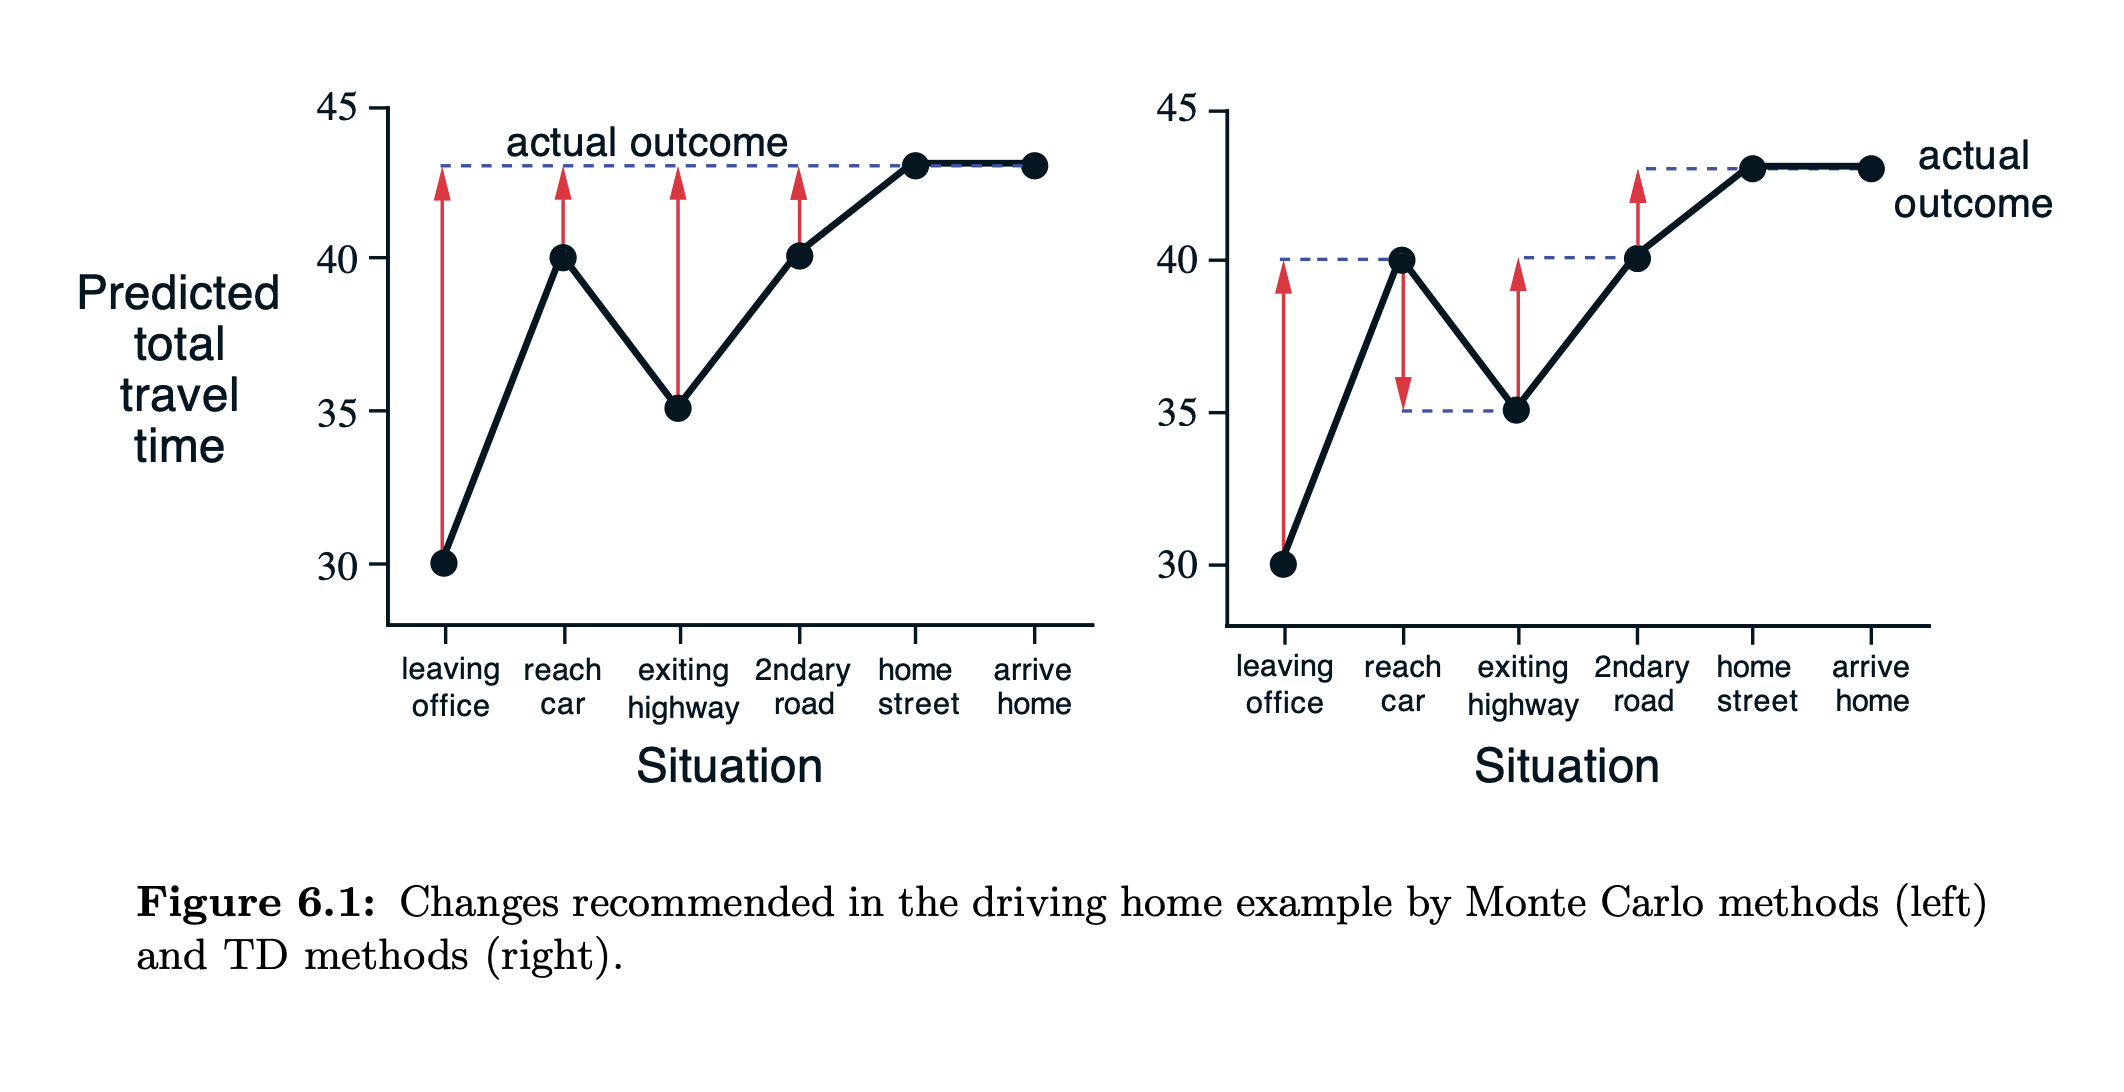 45
actual outcome
40
Predicted
total
travel
time
35
30
leaving
office
reach
car
exiting
highway
2ndary
road
home
street
arrive
home
Situation
45
actual
outcome
40
35
30
leaving
office
reach
car
exiting
highway
2ndary
road
home
street
arrive
home
Situation
Figure 6.1: Changes recommended in the driving home example by Monte Carlo methods (left)
and TD methods (right).